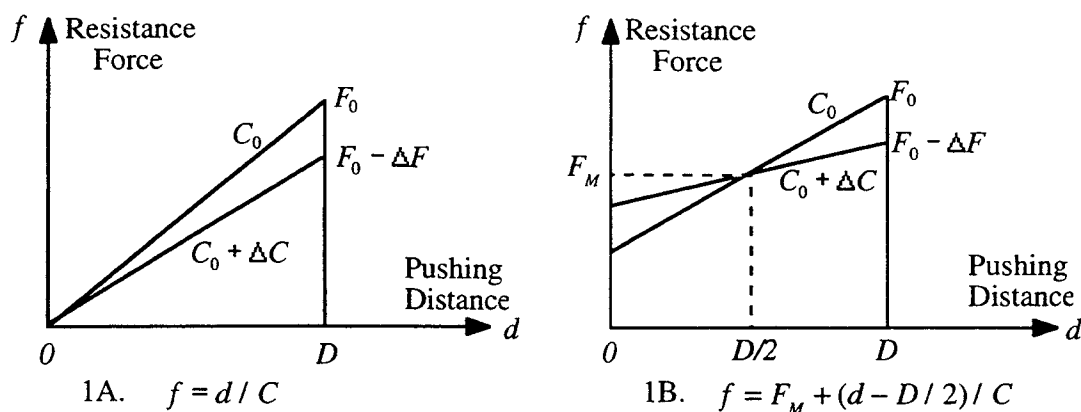 f Resistance
Force
F₀
C₀
F₀ − ΔF
C₀ + ΔC
Pushing
Distance
d
0 D
1A. f = d / C
f Resistance
Force
F₀
C₀
F₀ − ΔF
F_M
C₀ + ΔC
Pushing
Distance
d
0 D/2 D
1B. f = F_M + (d − D / 2) / C